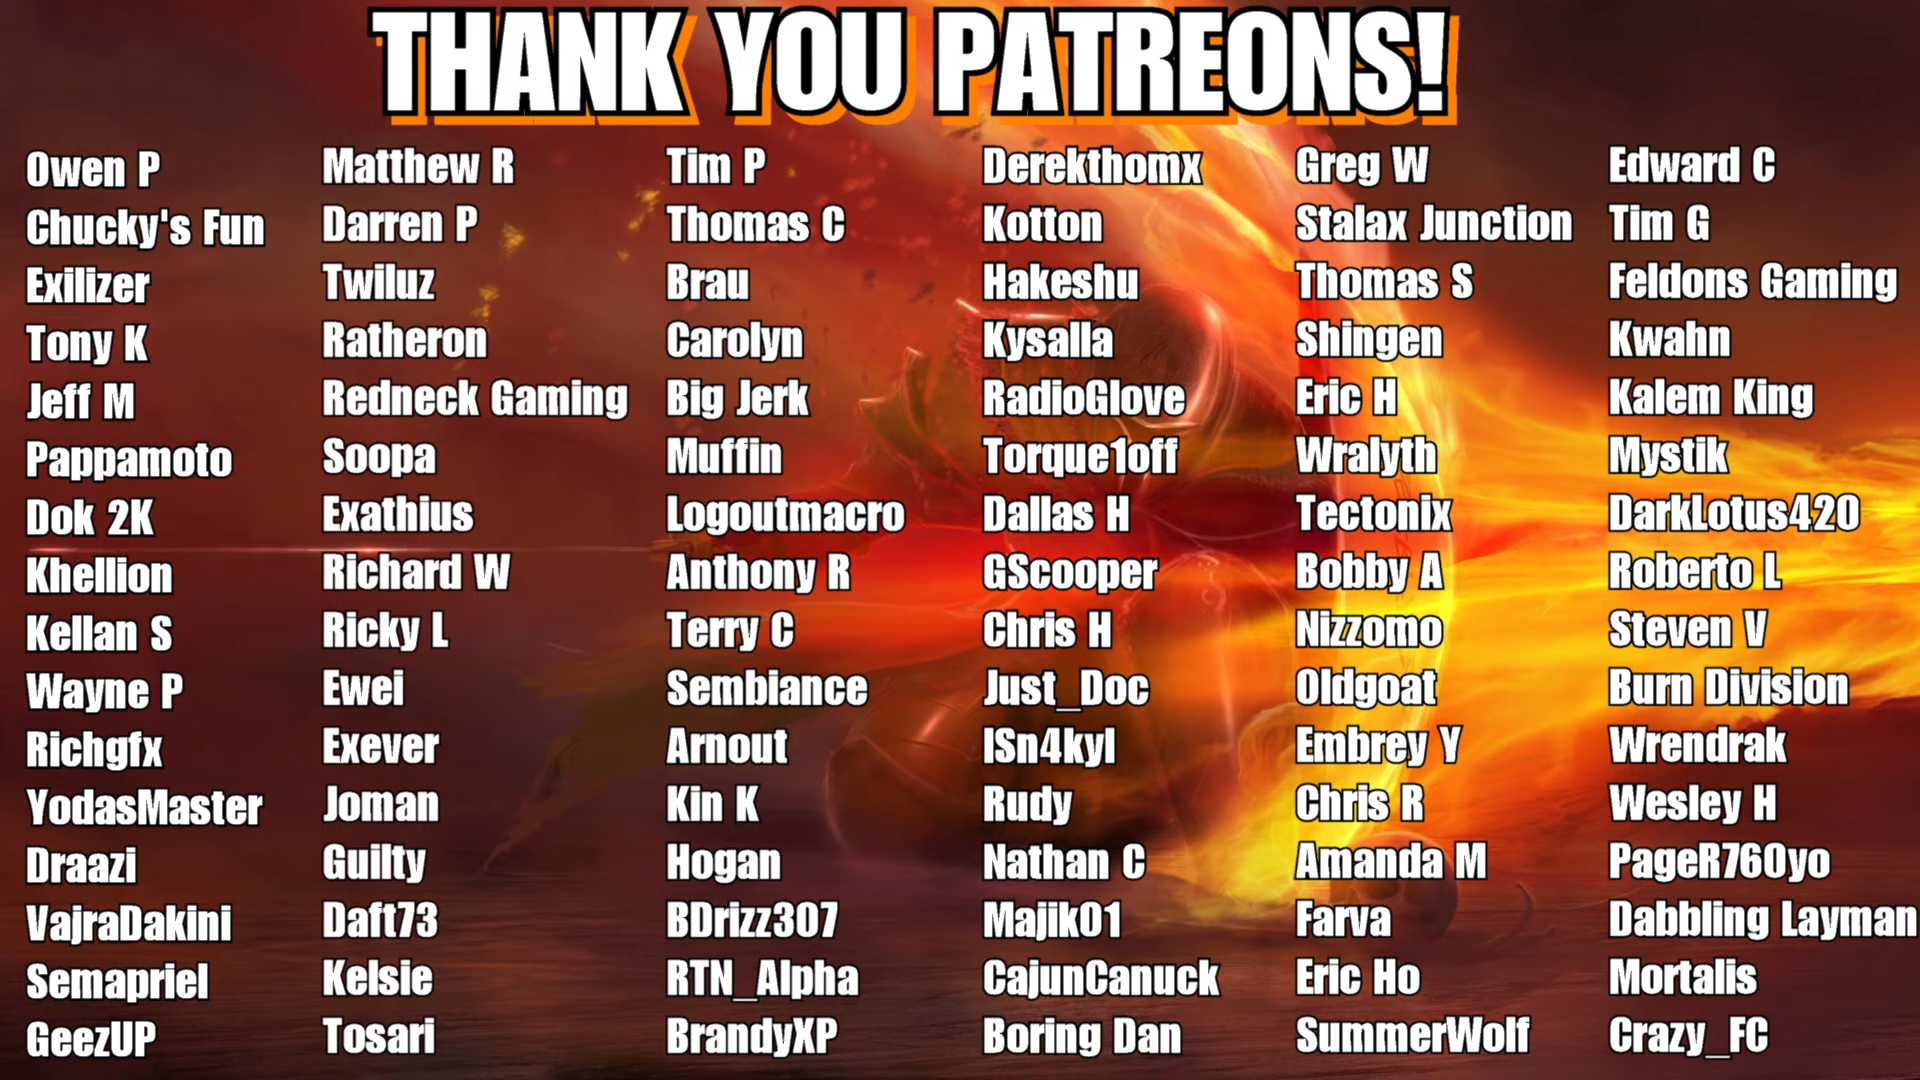 THANK YOU PATREONS!
Owen P
Chucky's Fun
Exilizer
Tony K
Jeff M
Pappamoto
Dok 2K
Khellion
Kellan S
Wayne P
Richgfx
YodasMaster
Draazi
VajraDakini
Semapriel
GeezUP
Matthew R
Darren P
Twiluz
Ratheron
Redneck Gaming
Soopa
Exathius
Richard W
Ricky L
Ewei
Exever
Joman
Guilty
Daft73
Kelsie
Tosari
Tim P
Thomas C
Brau
Carolyn
Big Jerk
Muffin
Logoutmacro
Anthony R
Terry C
Sembiance
Arnout
Kin K
Hogan
BDrizz307
RTN_Alpha
BrandyXP
Derekthomx
Kotton
Hakeshu
Kysalla
RadioGlove
Torque1off
Dallas H
GScooper
Chris H
Just_Doc
ISn4kyI
Rudy
Nathan C
Majik01
CajunCanuck
Boring Dan
Greg W
Stalax Junction
Thomas S
Shingen
Eric H
Wralyth
Tectonix
Bobby A
Nizzomo
Oldgoat
Embrey Y
Chris R
Amanda M
Farva
Eric Ho
SummerWolf
Edward C
Tim G
Feldons Gaming
Kwahn
Kalem King
Mystik
DarkLotus420
Roberto L
Steven V
Burn Division
Wrendrak
Wesley H
PageR760yo
Dabbling Layman
Mortalis
Crazy_FC